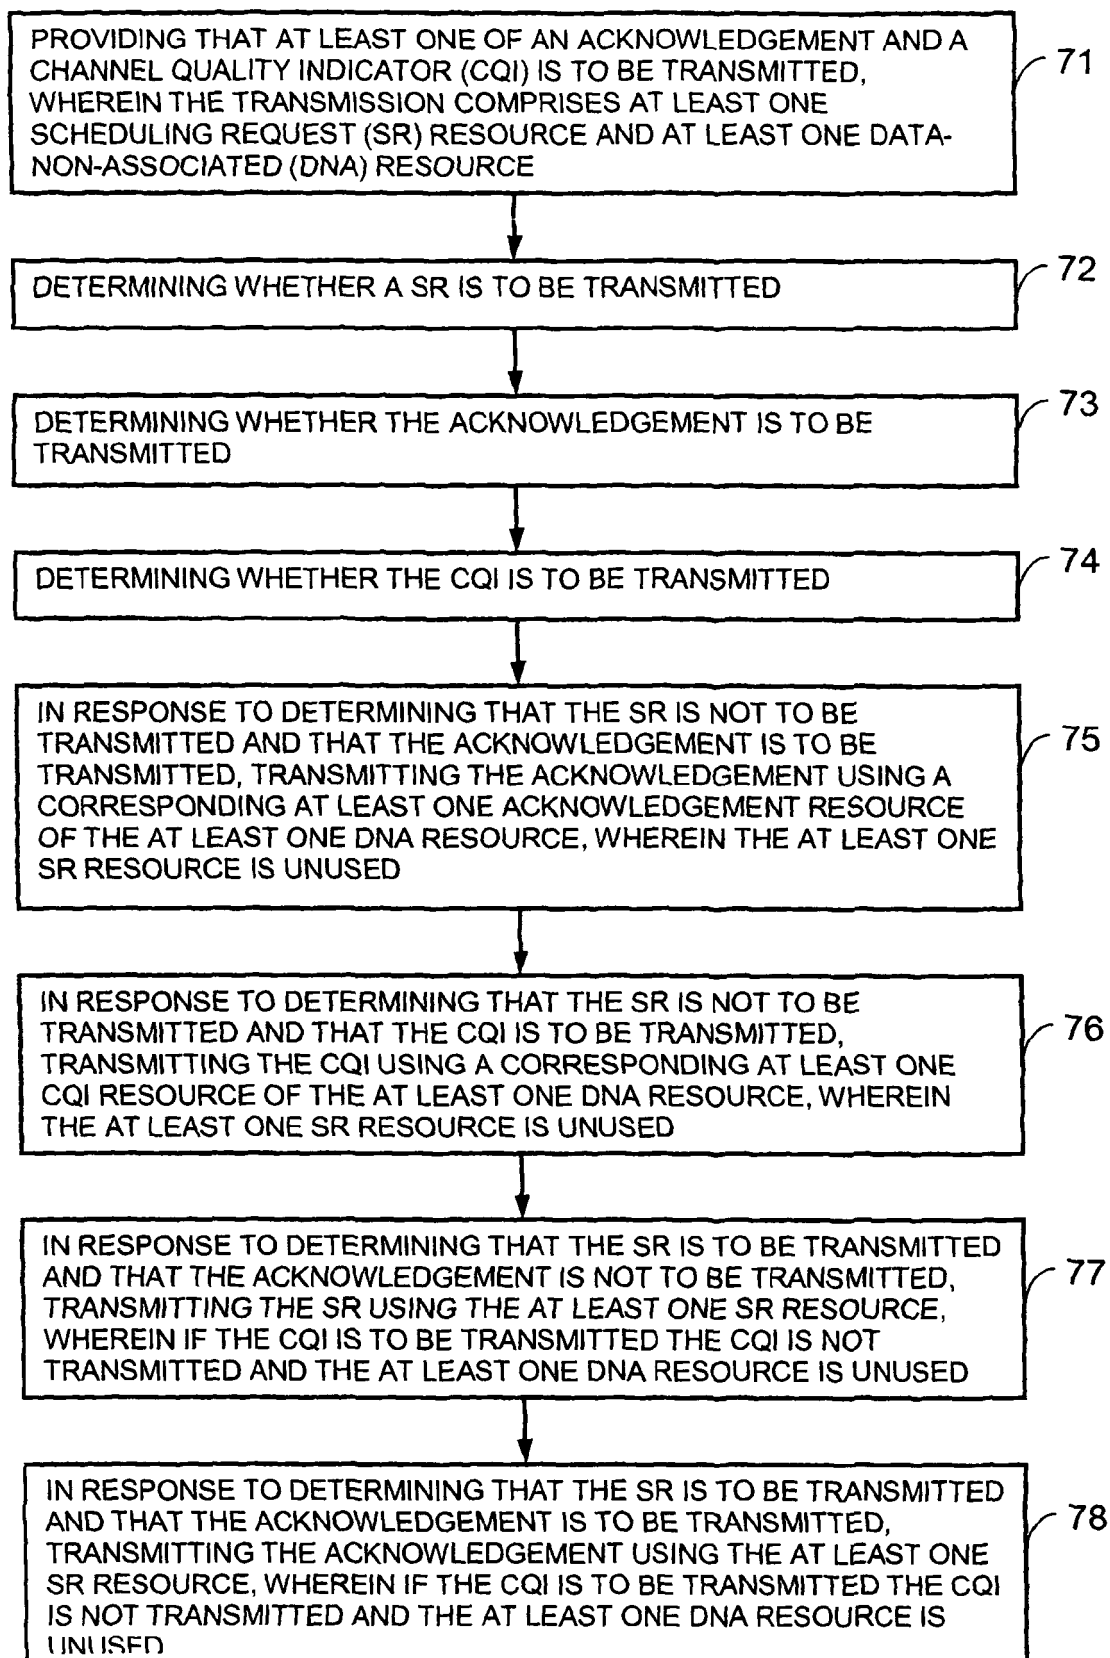 PROVIDING THAT AT LEAST ONE OF AN ACKNOWLEDGEMENT AND A
CHANNEL QUALITY INDICATOR (CQI) IS TO BE TRANSMITTED,
WHEREIN THE TRANSMISSION COMPRISES AT LEAST ONE
SCHEDULING REQUEST (SR) RESOURCE AND AT LEAST ONE DATA-
NON-ASSOCIATED (DNA) RESOURCE
71
DETERMINING WHETHER A SR IS TO BE TRANSMITTED
72
DETERMINING WHETHER THE ACKNOWLEDGEMENT IS TO BE
TRANSMITTED
73
DETERMINING WHETHER THE CQI IS TO BE TRANSMITTED
74
IN RESPONSE TO DETERMINING THAT THE SR IS NOT TO BE
TRANSMITTED AND THAT THE ACKNOWLEDGEMENT IS TO BE
TRANSMITTED, TRANSMITTING THE ACKNOWLEDGEMENT USING A
CORRESPONDING AT LEAST ONE ACKNOWLEDGEMENT RESOURCE
OF THE AT LEAST ONE DNA RESOURCE, WHEREIN THE AT LEAST ONE
SR RESOURCE IS UNUSED
75
IN RESPONSE TO DETERMINING THAT THE SR IS NOT TO BE
TRANSMITTED AND THAT THE CQI IS TO BE TRANSMITTED,
TRANSMITTING THE CQI USING A CORRESPONDING AT LEAST ONE
CQI RESOURCE OF THE AT LEAST ONE DNA RESOURCE, WHEREIN
THE AT LEAST ONE SR RESOURCE IS UNUSED
76
IN RESPONSE TO DETERMINING THAT THE SR IS TO BE TRANSMITTED
AND THAT THE ACKNOWLEDGEMENT IS NOT TO BE TRANSMITTED,
TRANSMITTING THE SR USING THE AT LEAST ONE SR RESOURCE,
WHEREIN IF THE CQI IS TO BE TRANSMITTED THE CQI IS NOT
TRANSMITTED AND THE AT LEAST ONE DNA RESOURCE IS UNUSED
77
IN RESPONSE TO DETERMINING THAT THE SR IS TO BE TRANSMITTED
AND THAT THE ACKNOWLEDGEMENT IS TO BE TRANSMITTED,
TRANSMITTING THE ACKNOWLEDGEMENT USING THE AT LEAST ONE
SR RESOURCE, WHEREIN IF THE CQI IS TO BE TRANSMITTED THE CQI
IS NOT TRANSMITTED AND THE AT LEAST ONE DNA RESOURCE IS
UNUSED
78